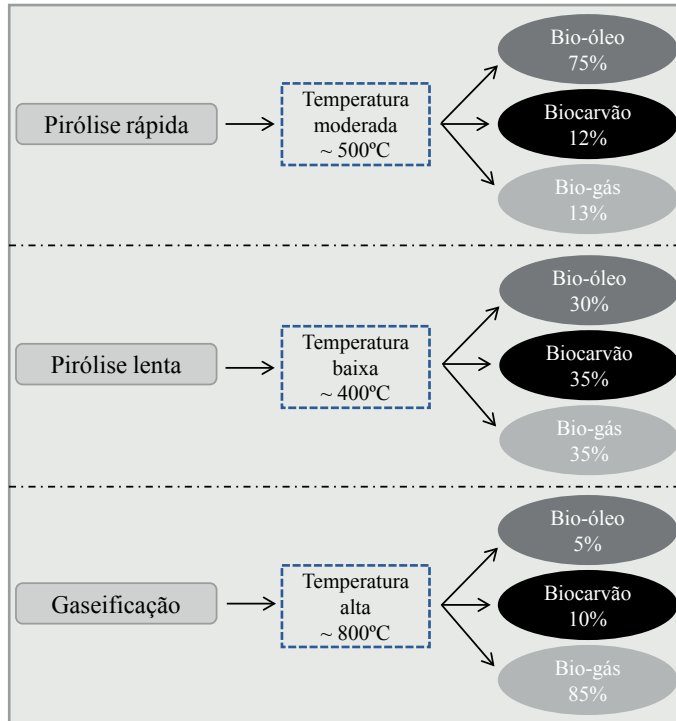 Pirólise rápida
Temperatura
moderada
~ 500ºC
Bio-óleo
75%
Biocarvão
12%
Bio-gás
13%
Pirólise lenta
Temperatura
baixa
~ 400ºC
Bio-óleo
30%
Biocarvão
35%
Bio-gás
35%
Gaseificação
Temperatura
alta
~ 800ºC
Bio-óleo
5%
Biocarvão
10%
Bio-gás
85%